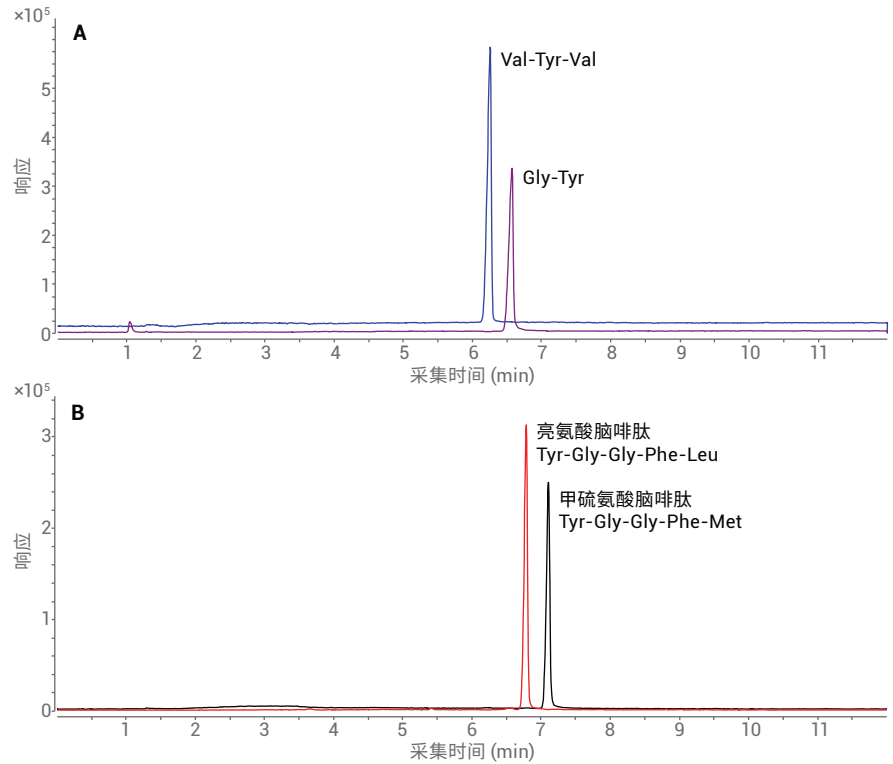 ×10⁵
A
Val-Tyr-Val
Gly-Tyr
响应
5
4
3
2
1
0
1 2 3 4 5 6 7 8 9 10 11
采集时间 (min)
×10⁵
B
亮氨酸脑啡肽
Tyr-Gly-Gly-Phe-Leu
甲硫氨酸脑啡肽
Tyr-Gly-Gly-Phe-Met
响应
3
2
1
0
1 2 3 4 5 6 7 8 9 10 11
采集时间 (min)